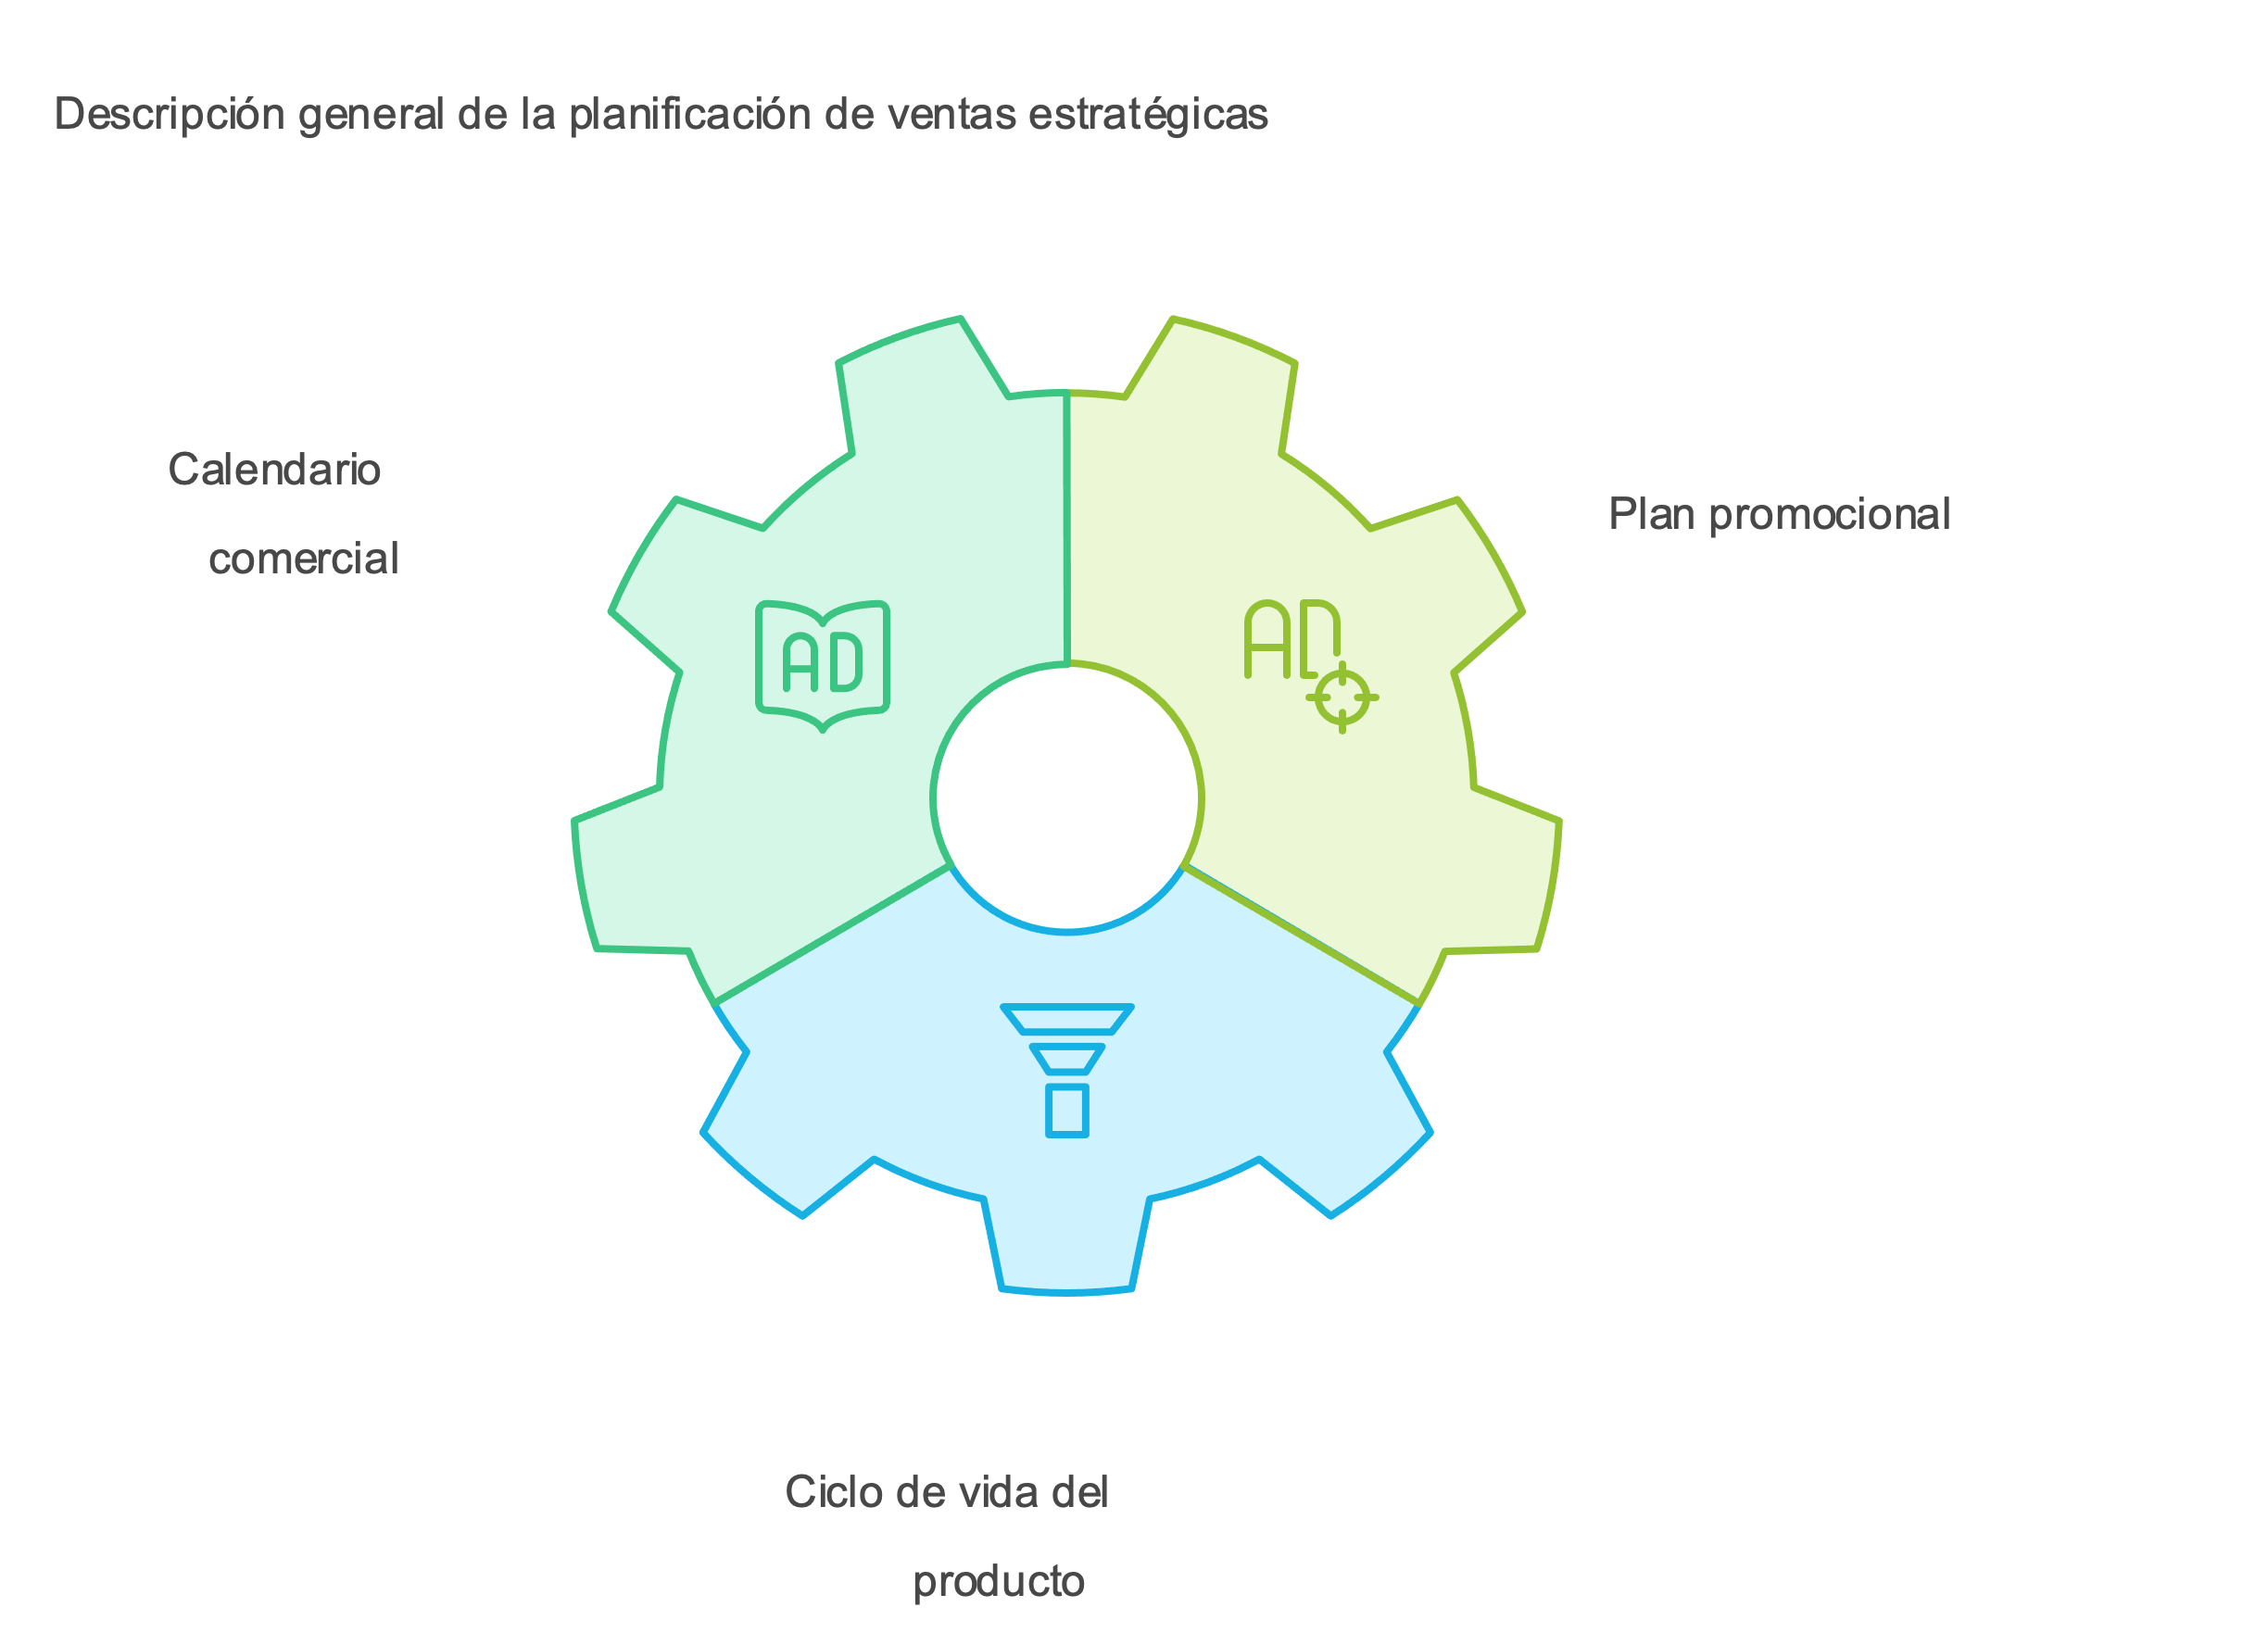 Descripción general de la planificación de ventas estratégicas
Calendario
comercial
Plan promocional
AD
AD
Ciclo de vida del
producto